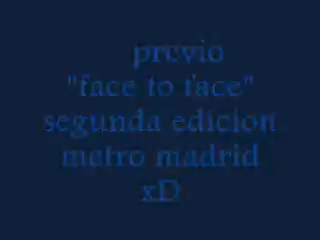 previo
"face to face"
segunda edicion
metro madrid
xD